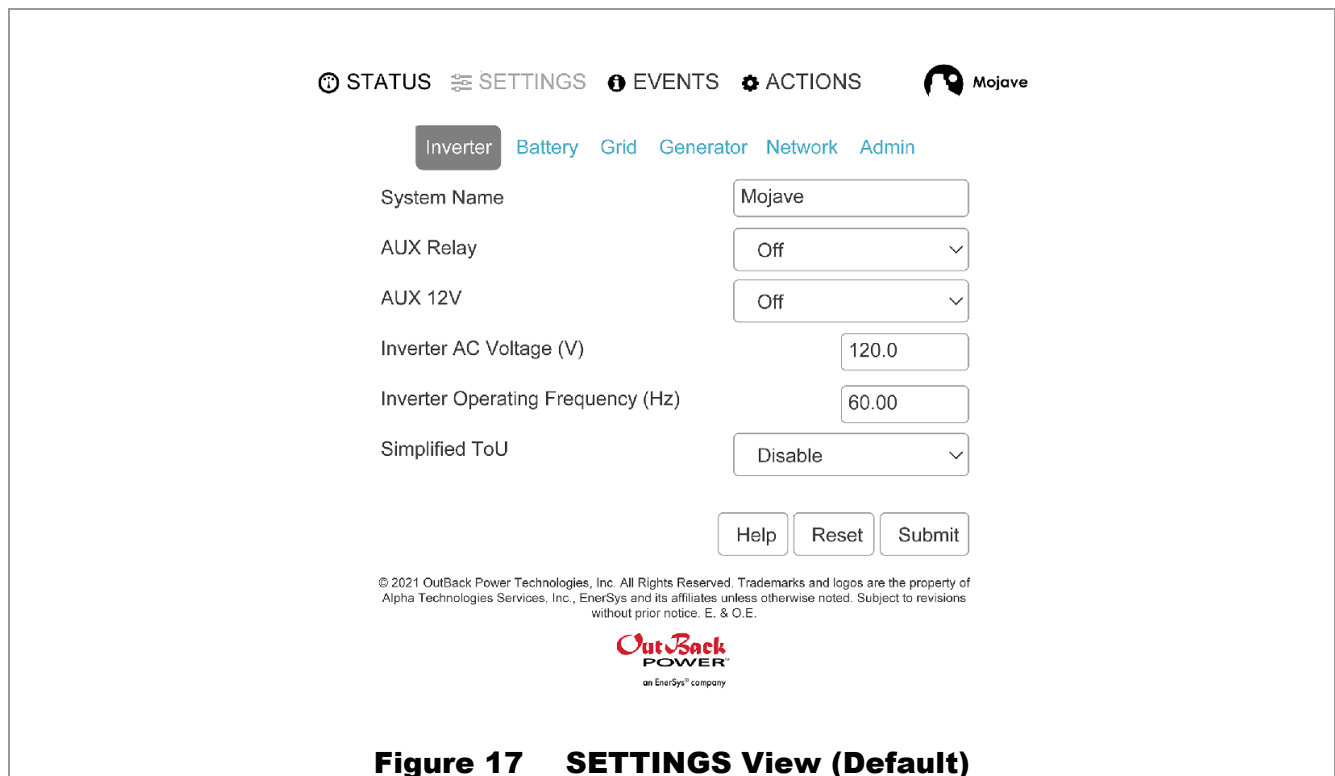 STATUS SETTINGS EVENTS ACTIONS Mojave
Inverter Battery Grid Generator Network Admin
System Name Mojave
AUX Relay Off
AUX 12V Off
Inverter AC Voltage (V) 120.0
Inverter Operating Frequency (Hz) 60.00
Simplified ToU Disable
Help Reset Submit
© 2021 OutBack Power Technologies, Inc. All Rights Reserved. Trademarks and logos are the property of
Alpha Technologies Services, Inc., EnerSys and its affiliates unless otherwise noted. Subject to revisions
without prior notice. E. & O.E.
OutBack
POWER™
an EnerSys® company
Figure 17 SETTINGS View (Default)